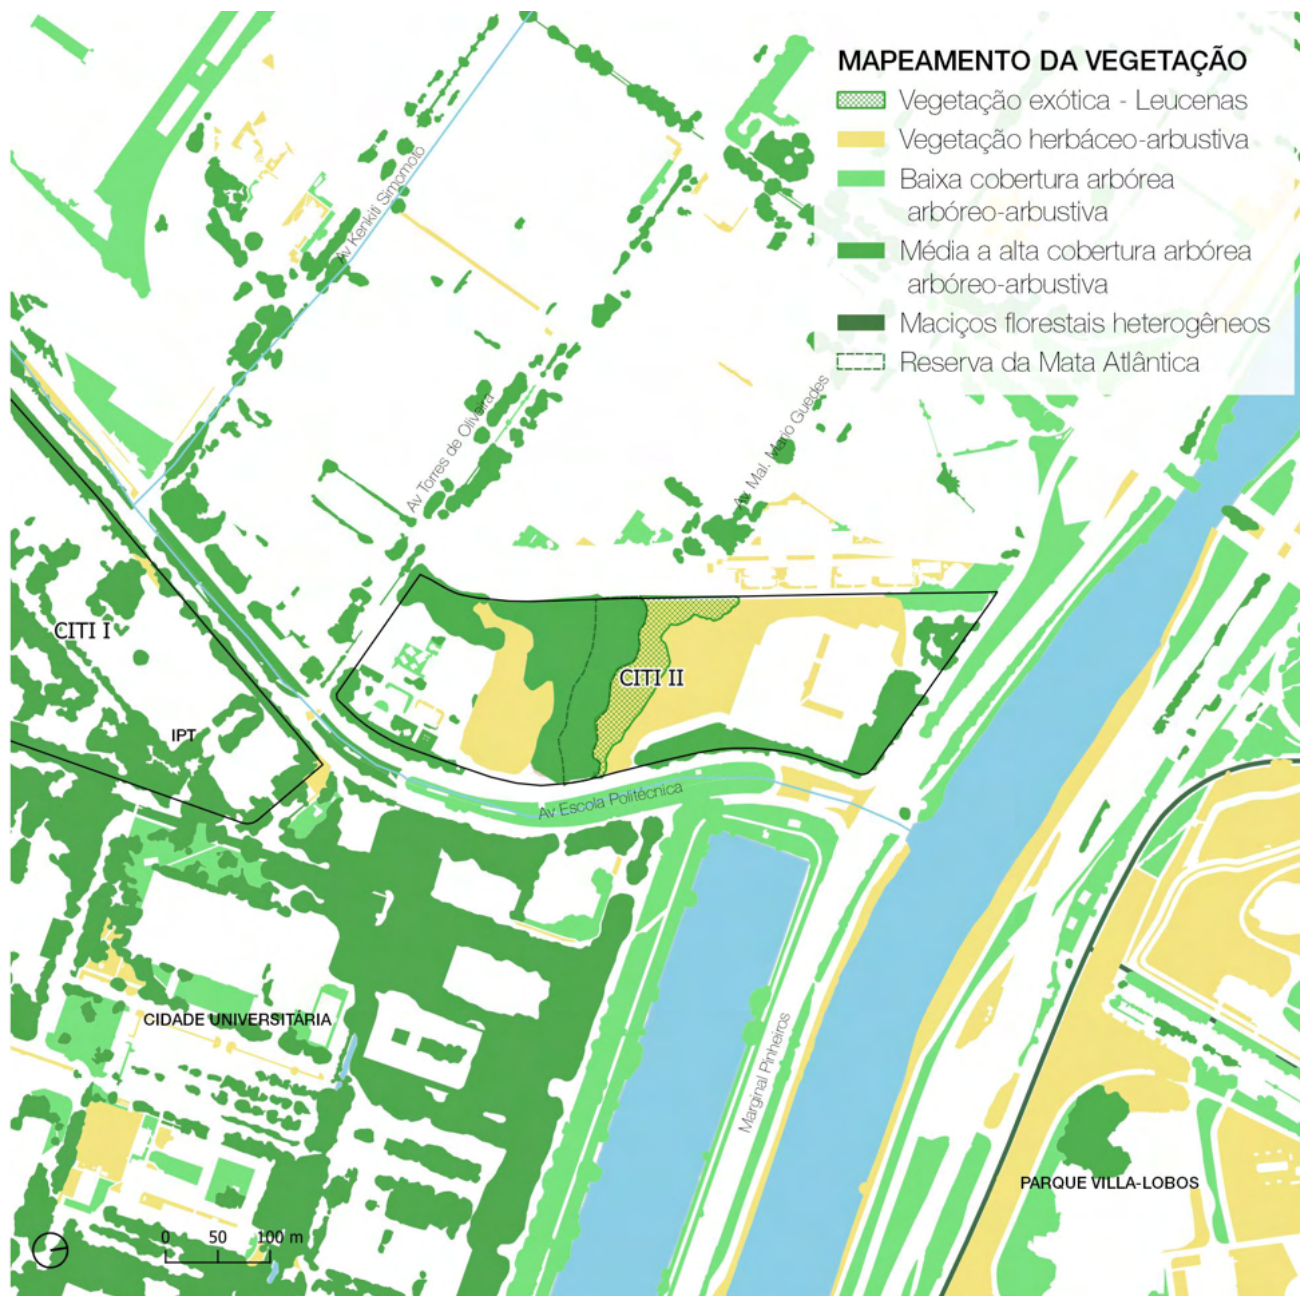 MAPEAMENTO DA VEGETAÇÃO
Vegetação exótica - Leucenas
Vegetação herbáceo-arbustiva
Baixa cobertura arbórea
arbóreo-arbustiva
Média a alta cobertura arbórea
arbóreo-arbustiva
Maciços florestais heterogêneos
Reserva da Mata Atlântica
Av Kenkiti Simomoto
Av Torres de Oliveira
Av Mal. Mario Guedes
CITI I
CITI II
IPT
Av Escola Politécnica
CIDADE UNIVERSITÁRIA
Marginal Pinheiros
PARQUE VILLA-LOBOS
0 50 100 m